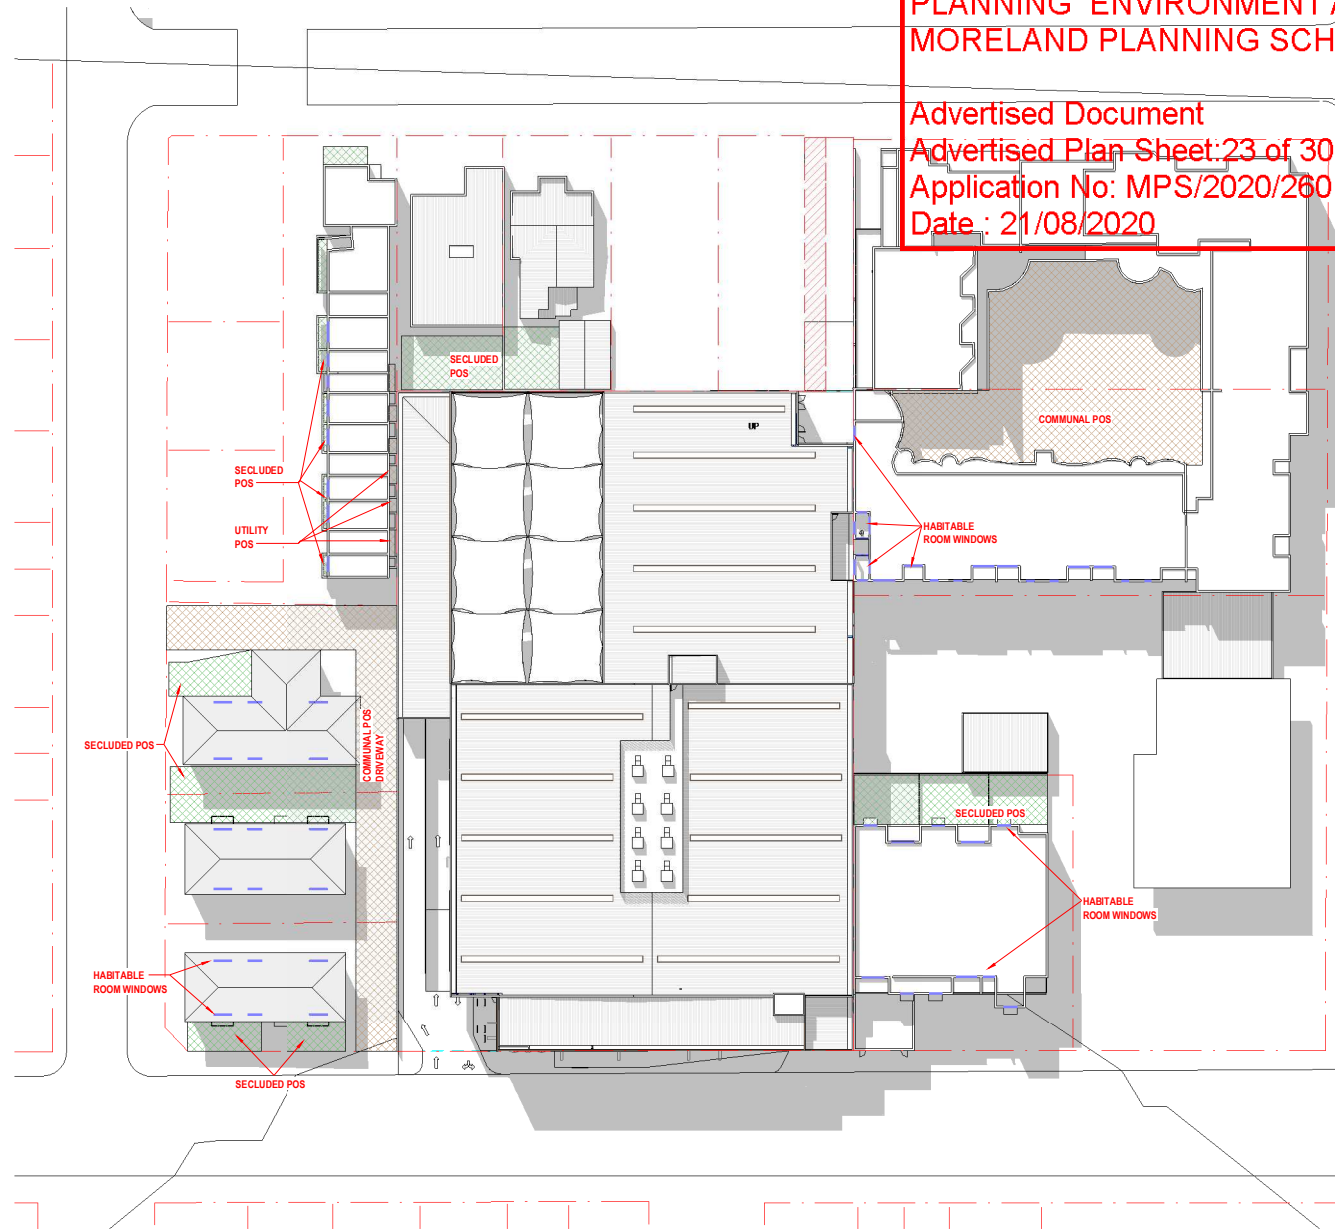 PLANNING ENVIRONMENT
MORELAND PLANNING SCH
Advertised Document
Advertised Plan Sheet:23 of 30
Application No: MPS/2020/260
Date : 21/08/2020
SECLUDED
POS
UP
COMMUNAL POS
SECLUDED
POS
UTILITY
POS
HABITABLE
ROOM WINDOWS
SECLUDED POS
COMMUNAL POS
DRIVEWAY
SECLUDED POS
HABITABLE
ROOM WINDOWS
HABITABLE
ROOM WINDOWS
SECLUDED POS